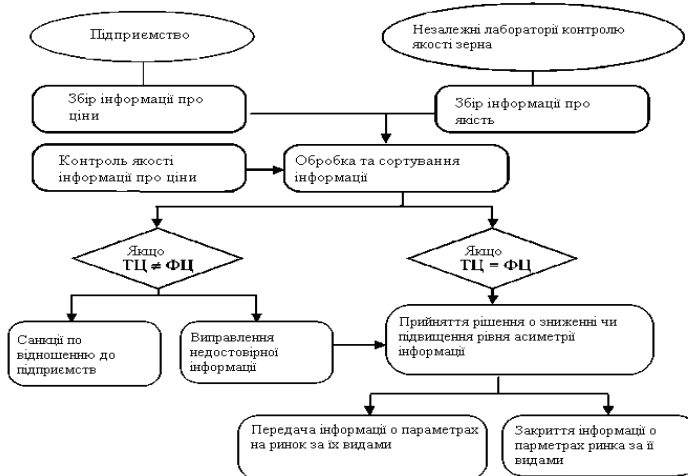 Підприємство
Незалежні лабораторії контролю
якості зерна
Збір інформації про
ціни
Збір інформації про
якість
Контроль якості
інформації про ціни
Обробка та сортування
інформації
Якщо
ТЦ ≠ ФЦ
Якщо
ТЦ = ФЦ
Санкції по
відношенню до
підприємств
Виправлення
недостовірної
інформації
Прийняття рішення о зниженні чи
підвищення рівня асиметрії
інформації
Передача інформації о параметрах
на ринок за їх видами
Закриття інформації о
парметрах ринка за її
видами